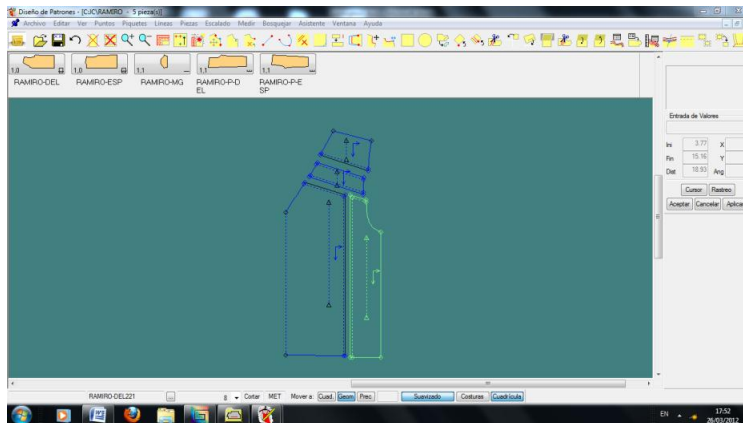 Diseño de Patrones - [C:\JC\RAMIRO - 5 pieza(s)]
Archivo Editar Ver Puntos Piquetes Líneas Piezas Escalado Medir Bosquejar Asistente Ventana Ayuda
1,0 1,0 1,1 1,1 1,1
RAMIRO-DEL RAMIRO-ESP RAMIRO-MG RAMIRO-P-D
EL RAMIRO-P-E
SP
Entrada de Valores
Ini 3.77 X
Fin 15.16 Y
Dist 18.93 Ang
Cursor Rastreo
Aceptar Cancelar Aplica
RAMIRO-DEL221 ... Cortar MET Mover a: Cuad. Geom Prec Suavizado Costuras Cuadrícula
EN 17:52
26/03/2012